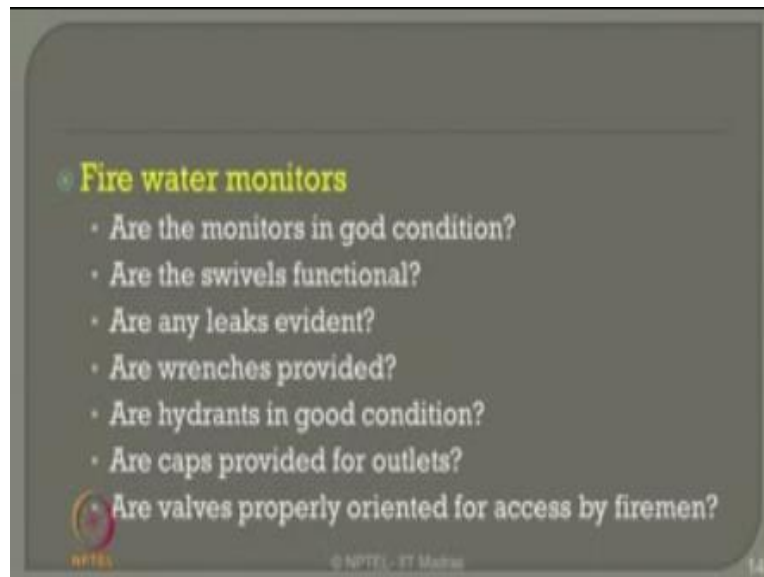 Fire water monitors
• Are the monitors in god condition?
• Are the swivels functional?
• Are any leaks evident?
• Are wrenches provided?
• Are hydrants in good condition?
• Are caps provided for outlets?
• Are valves properly oriented for access by firemen?
NPTEL
© NPTEL- IIT Madras
14